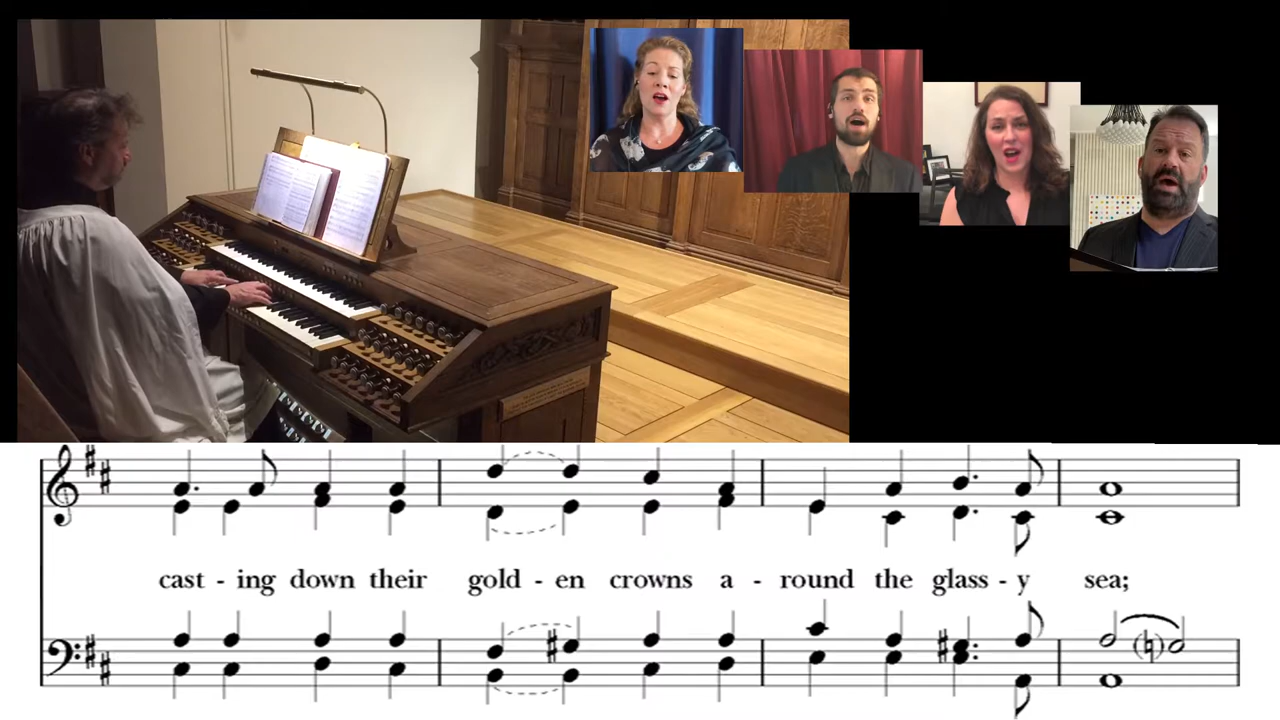 cast - ing down their gold - en crowns a - round the glass - y sea;